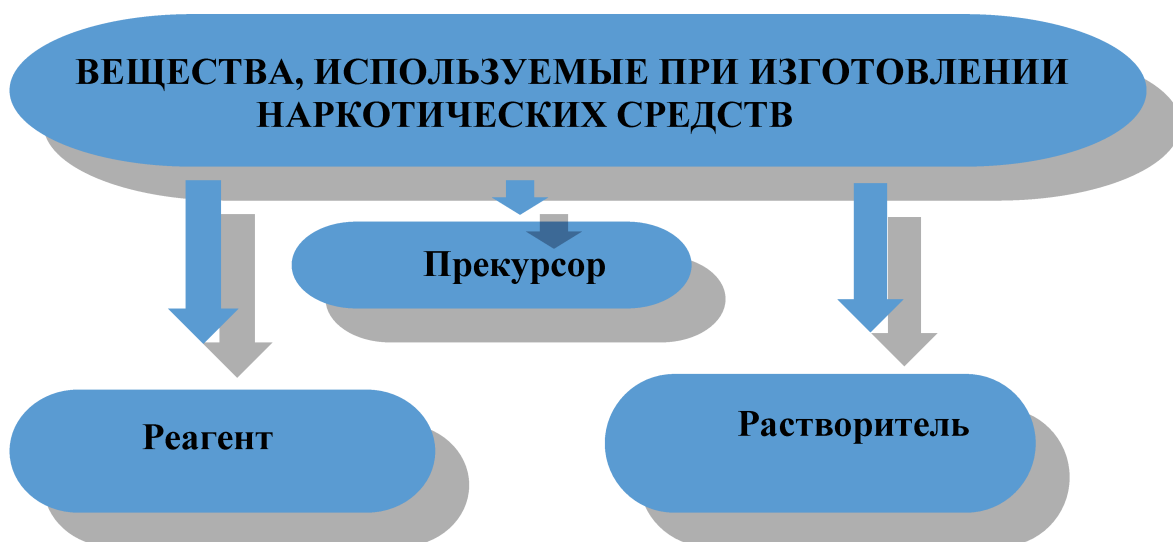 ВЕЩЕСТВА, ИСПОЛЬЗУЕМЫЕ ПРИ ИЗГОТОВЛЕНИИ
НАРКОТИЧЕСКИХ СРЕДСТВ
Прекурсор
Реагент
Растворитель